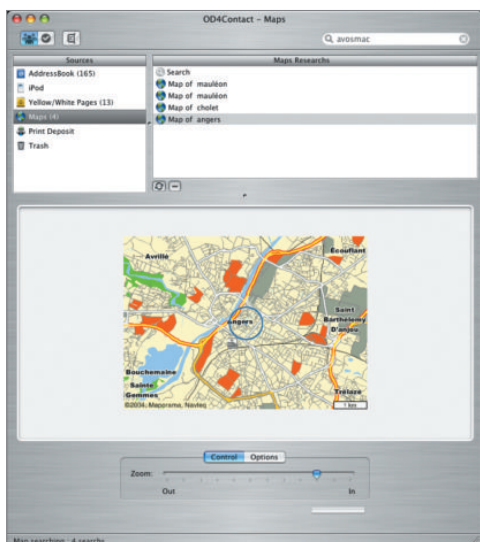 OD4Contact – Maps
avosmac
Sources
AddressBook (165)
iPod
Yellow/White Pages (13)
Maps (4)
Print Deposit
Trash
Maps Researchs
Search
Map of mauléon
Map of mauléon
Map of cholet
Map of angers
Avrillé
Écouflant
Angers
Saint
Barthélemy
D'anjou
Bouchemaine
Sainte
Gemmes
Trélazé
©2004, Maporama, Navteq
1 km
Control
Options
Zoom:
Out
In
Map searching : 4 searchs